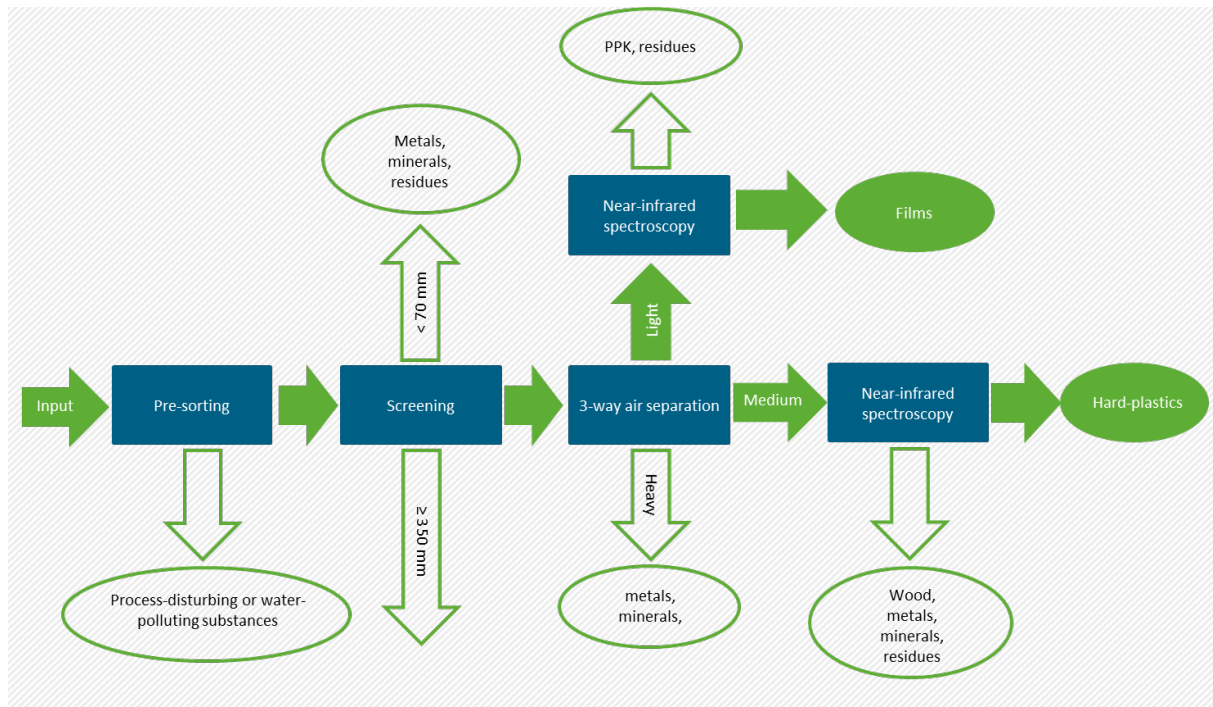 PPK, residues
Metals,
minerals,
residues
Near-infrared
spectroscopy
Films
< 70 mm
Light
Input
Pre-sorting
Screening
3-way air separation
Medium
Near-infrared
spectroscopy
Hard-plastics
≥ 350 mm
Heavy
Process-disturbing or water-
polluting substances
metals,
minerals,
Wood,
metals,
minerals,
residues